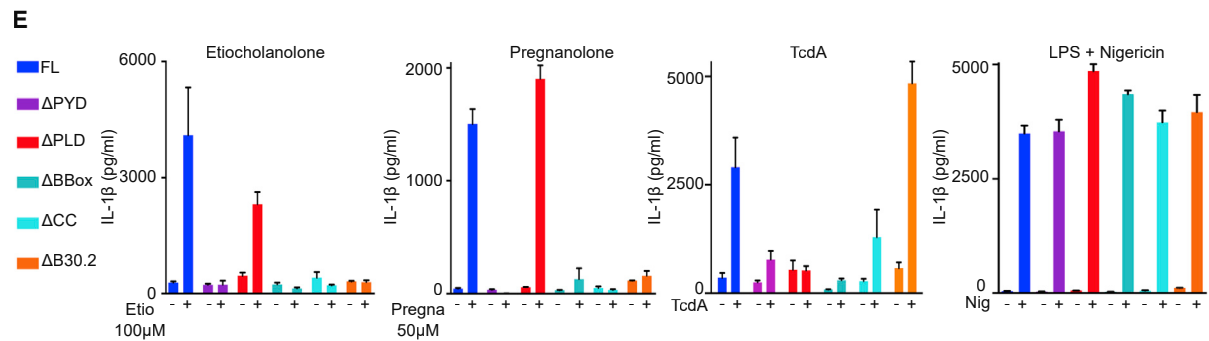 E
FL
ΔPYD
ΔPLD
ΔBBox
ΔCC
ΔB30.2
Etiocholanolone
IL-1β (pg/ml)
6000
3000
0
- + - + - + - + - + - +
Etio
100µM
Pregnanolone
IL-1β (pg/ml)
2000
1000
0
- + - + - + - + - + - +
Pregna
50µM
TcdA
IL-1β (pg/ml)
5000
2500
0
TcdA - + - + - + - + - + - +
LPS + Nigericin
IL-1β (pg/ml)
5000
2500
0
Nig - + - + - + - + - + - +